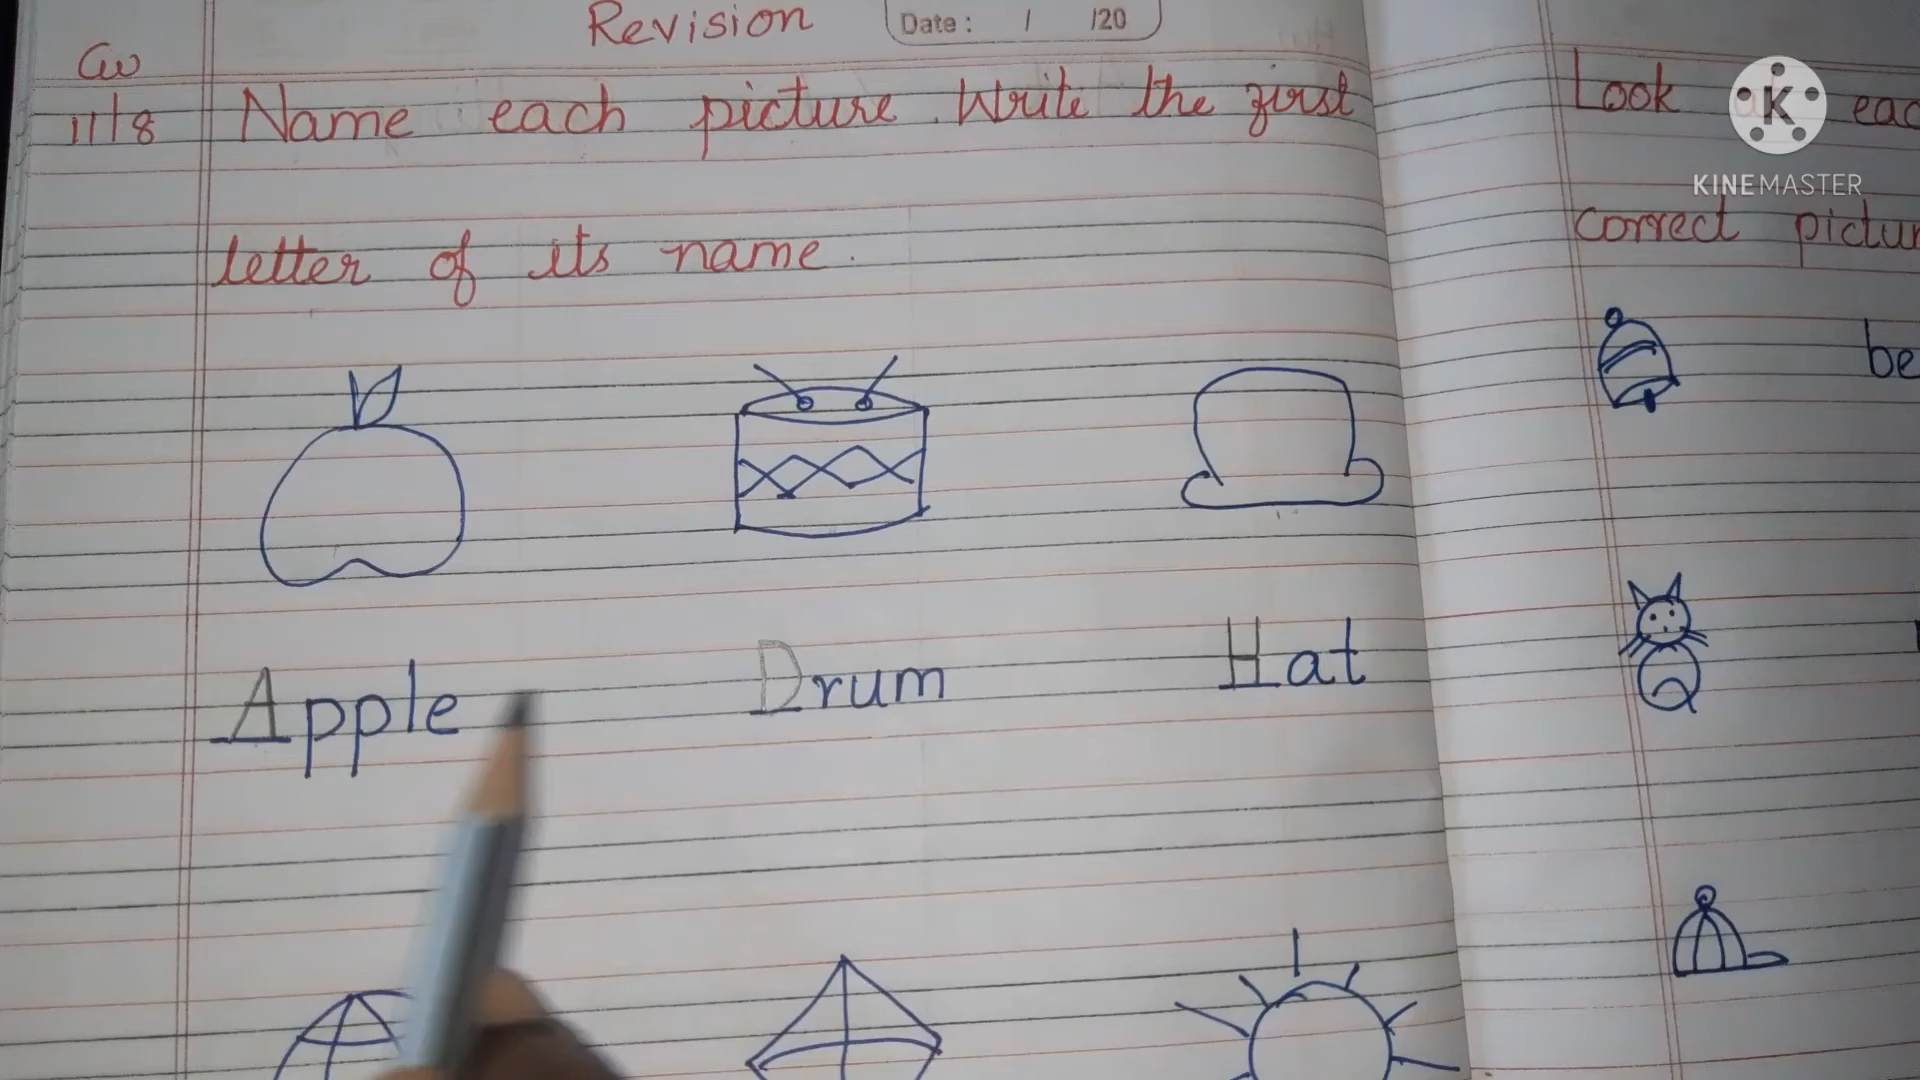 Revision
Date: / /20
Cw
11/8 Name each picture. Write the first
letter of its name.
Apple Drum Hat
Look
correct
be
KINEMASTER